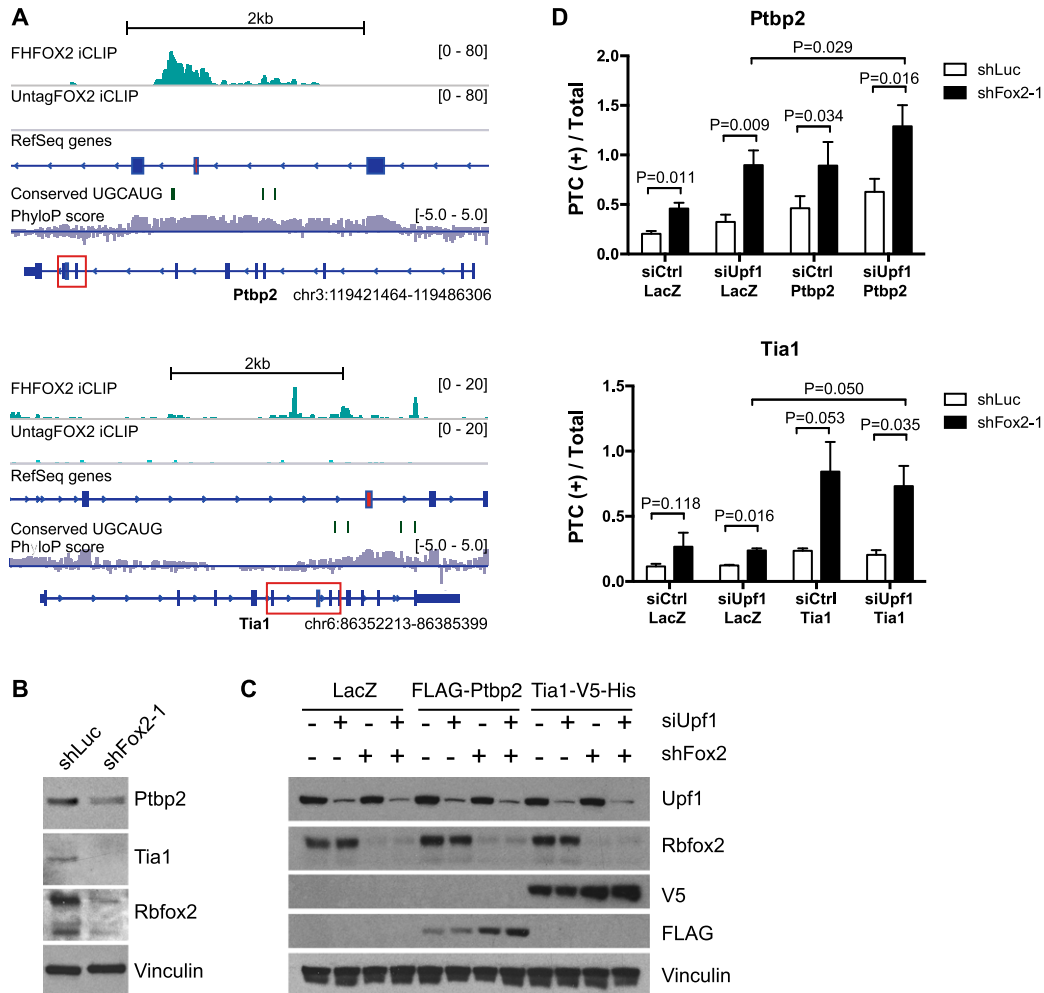 A
2kb
FHFOX2 iCLIP
[0 - 80]
UntagFOX2 iCLIP
[0 - 80]
RefSeq genes
Conserved UGCAUG
PhyloP score
[-5.0 - 5.0]
Ptbp2
chr3:119421464-119486306
2kb
FHFOX2 iCLIP
[0 - 20]
UntagFOX2 iCLIP
[0 - 20]
RefSeq genes
Conserved UGCAUG
PhyloP score
[-5.0 - 5.0]
Tia1
chr6:86352213-86385399
D
Ptbp2
PTC (+) / Total
2.0
1.5
1.0
0.5
0.0
P=0.011
P=0.009
P=0.034
P=0.016
P=0.029
shLuc
shFox2-1
siCtrl LacZ
siUpf1 LacZ
siCtrl Ptbp2
siUpf1 Ptbp2
Tia1
PTC (+) / Total
1.5
1.0
0.5
0.0
P=0.118
P=0.016
P=0.053
P=0.035
P=0.050
shLuc
shFox2-1
siCtrl LacZ
siUpf1 LacZ
siCtrl Tia1
siUpf1 Tia1
B
shLuc
shFox2-1
Ptbp2
Tia1
Rbfox2
Vinculin
C
LacZ FLAG-Ptbp2 Tia1-V5-His
- + - + - + - + - + - + siUpf1
- - + + - - + + - - + + shFox2
Upf1
Rbfox2
V5
FLAG
Vinculin